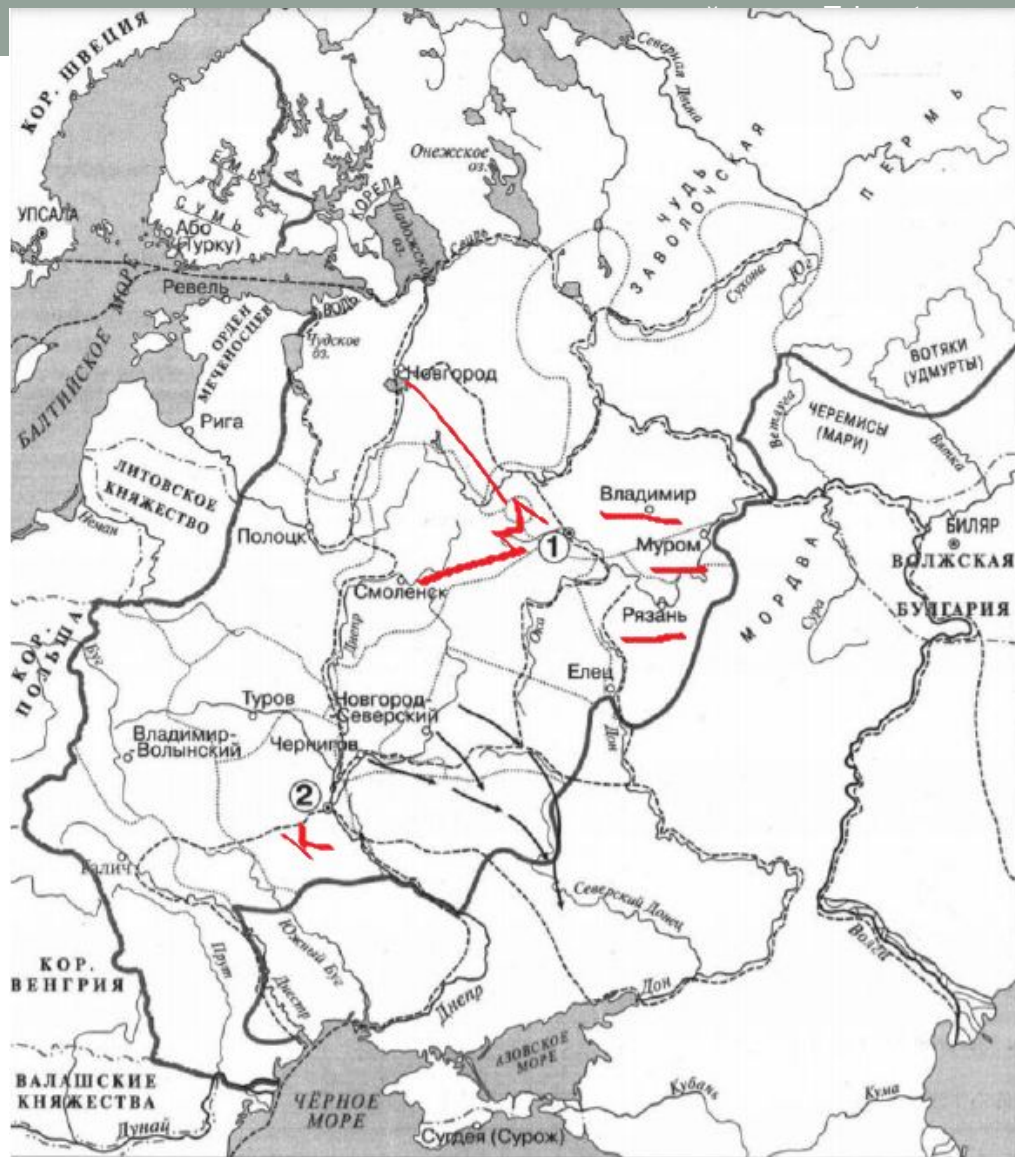 КОР. ШВЕЦИЯ
Северная Двина
ПЕРМЬ
Онежское
оз.
ЧУДЬ
ЗАВОЛОЧСКАЯ
ЕМЬ
СУМЬ
КОРЕЛА
УПСАЛА
Або
(Турку)
Ладожское
оз.
Свирь
Сухона
Юг
Ревель
ВОДЬ
БАЛТИЙСКОЕ МОРЕ
ОРДЕН
МЕЧЕНОСЦЕВ
Чудское
оз.
Новгород
ВОТЯКИ
(УДМУРТЫ)
Ветлуга
ЧЕРЕМИСЫ
(МАРИ)
Вятка
Рига
ЛИТОВСКОЕ
КНЯЖЕСТВО
Неман
Полоцк
Владимир
1
Муром
БИЛЯР
ВОЛЖСКАЯ
БУЛГАРИЯ
МОРДВА
Сура
Смоленск
Рязань
Днепр
Ока
КОР.
ПОЛЬША
Буг
Елец
Туров
Новгород-
Северский
Владимир-
Волынский
Чернигов
Дон
2
К
Галич
Северский Донец
Южный Буг
Прут
Днестр
Днепр
Дон
Волга
КОР.
ВЕНГРИЯ
АЗОВСКОЕ
МОРЕ
ВАЛАШСКИЕ
КНЯЖЕСТВА
Дунай
ЧЁРНОЕ
МОРЕ
Кубань
Кума
Сугдея (Сурож)